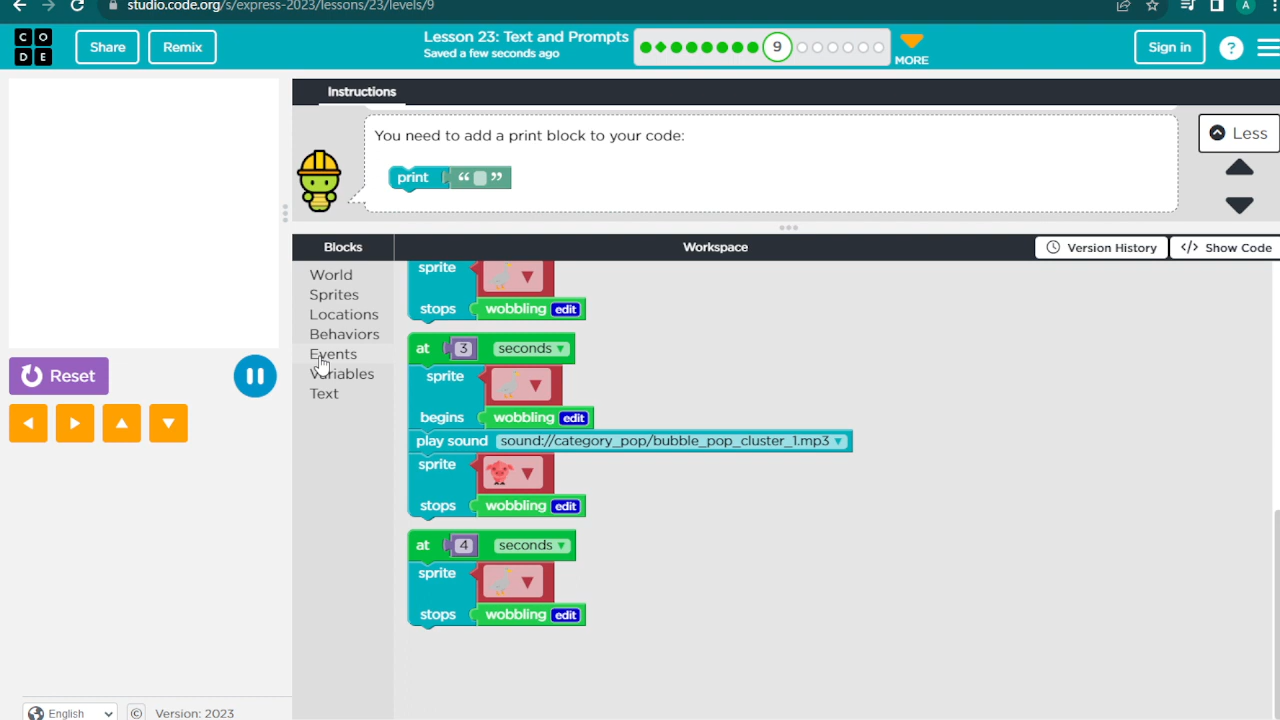 studio.code.org/s/express-2023/lessons/23/levels/9
A
C O
D E
Share
Remix
Lesson 23: Text and Prompts
Saved a few seconds ago
9
MORE
Sign in
?
Instructions
You need to add a print block to your code:
print “ ”
Less
Blocks
Workspace
Version History
</> Show Code
World
Sprites
Locations
Behaviors
Events
Variables
Text
sprite
stops wobbling edit
at 3 seconds
sprite
begins wobbling edit
play sound sound://category_pop/bubble_pop_cluster_1.mp3
sprite
stops wobbling edit
at 4 seconds
sprite
stops wobbling edit
Reset
English
©
Version: 2023